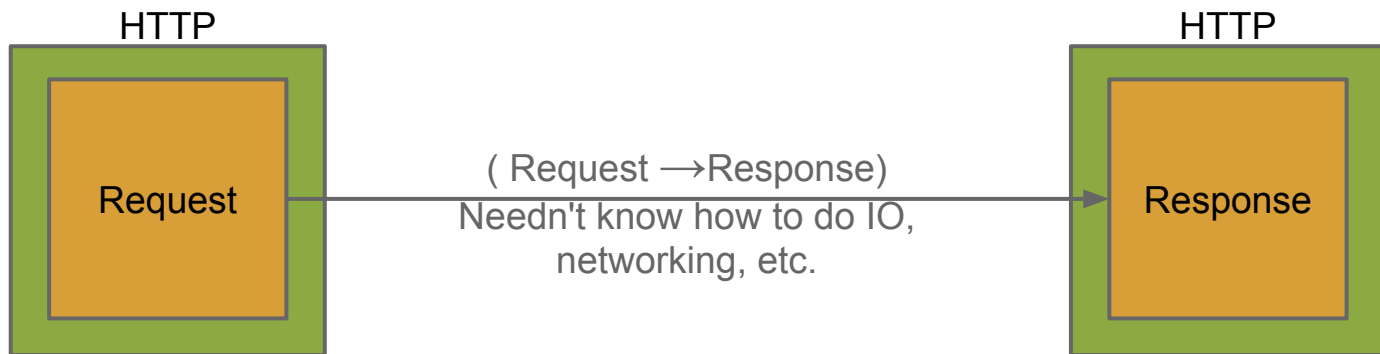 HTTP
HTTP
Request
( Request →Response)
Needn't know how to do IO,
networking, etc.
Response